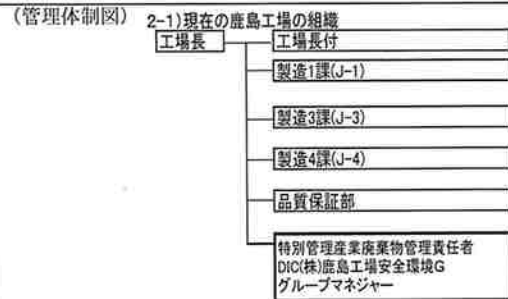 (管理体制図) 2-1)現在の鹿島工場の組織
工場長 工場長付
製造1課(J-1)
製造3課(J-3)
製造4課(J-4)
品質保証部
特別管理産業廃棄物管理責任者
DIC(株)鹿島工場安全環境G
グループマネジャー